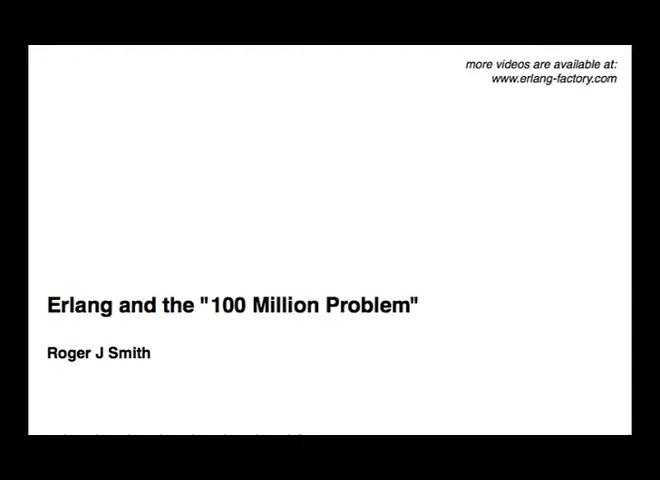 more videos are available at:
www.erlang-factory.com
Erlang and the "100 Million Problem"
Roger J Smith